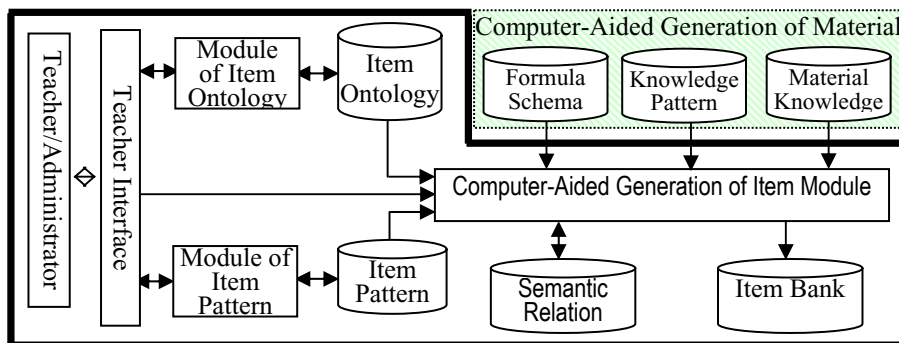 Teacher/Administrator
Teacher Interface
Module
of Item
Ontology
Item
Ontology
Computer-Aided Generation of Material
Formula
Schema
Knowledge
Pattern
Material
Knowledge
Computer-Aided Generation of Item Module
Module of
Item
Pattern
Item
Pattern
Semantic
Relation
Item Bank